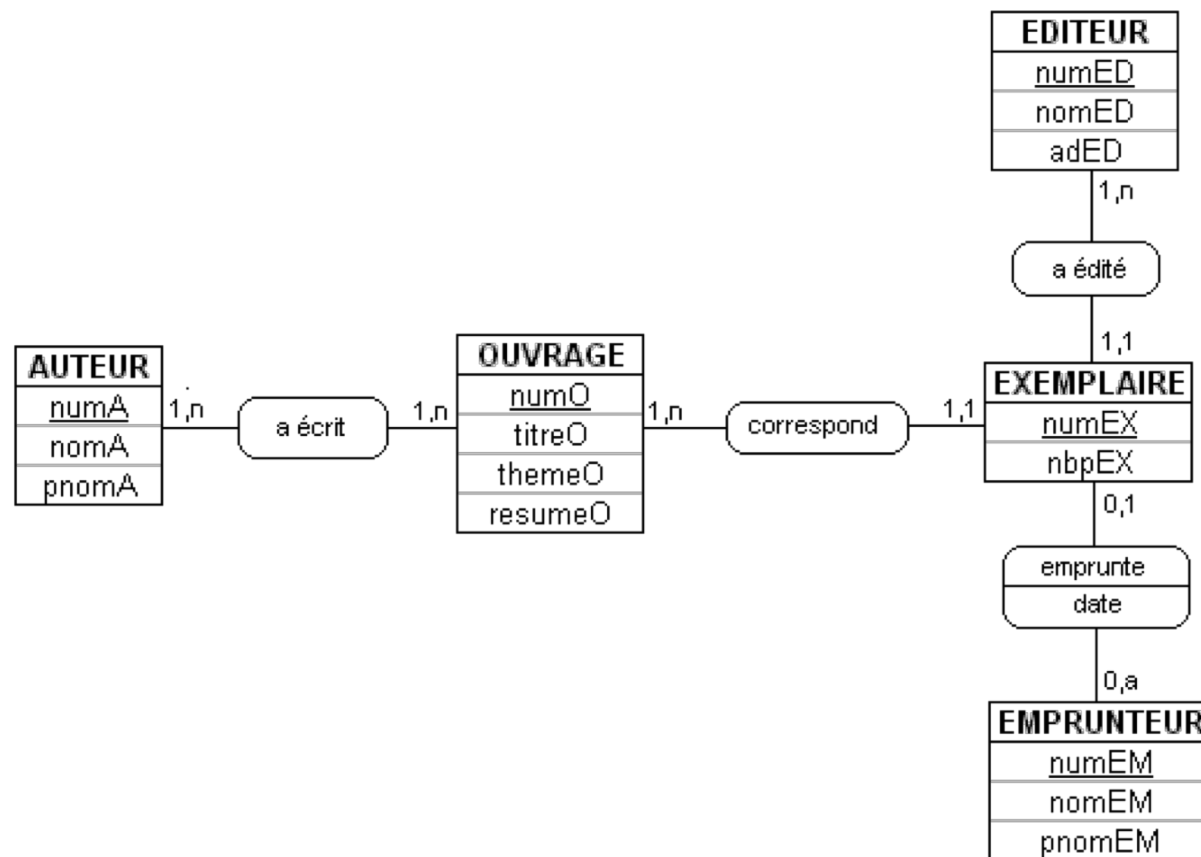 EDITEUR
numED
nomED
adED
1,n
a édité
1,1
AUTEUR
numA
nomA
pnomA
1,n
a écrit
1,n
OUVRAGE
numO
titreO
themeO
resumeO
1,n
correspond
1,1
EXEMPLAIRE
numEX
nbpEX
0,1
emprunte
date
0,a
EMPRUNTEUR
numEM
nomEM
pnomEM